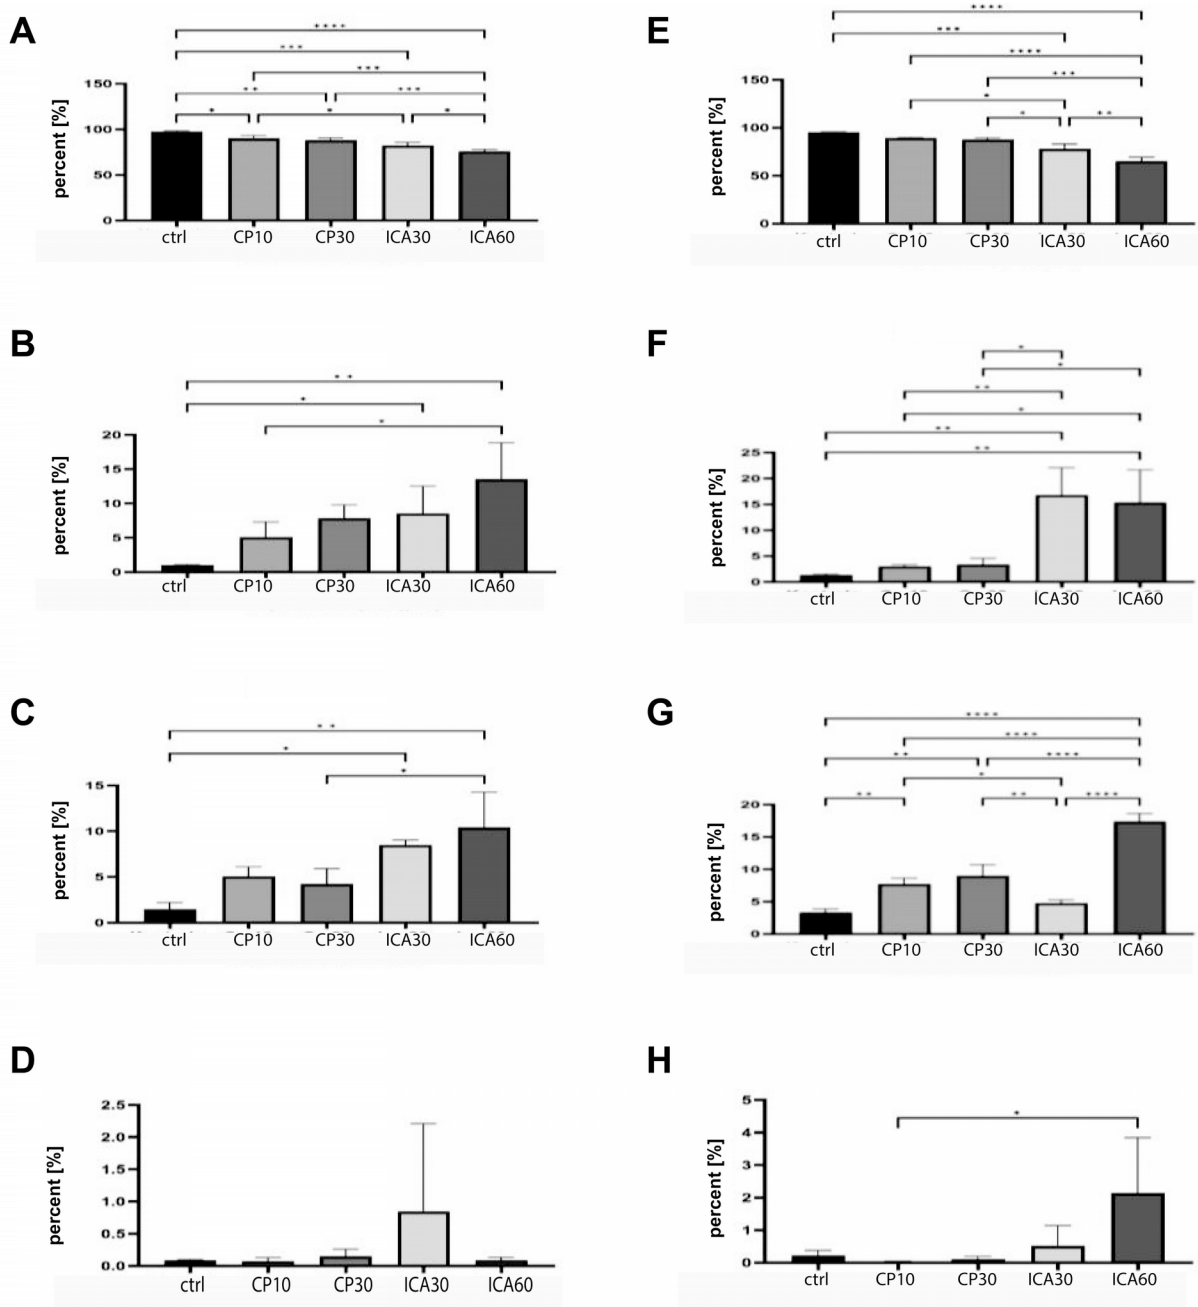 A
****
***
***
** ***
* * *
percent [%]
150
100
50
0
ctrl CP10 CP30 ICA30 ICA60
E
****
***
****
***
*
* **
percent [%]
150
100
50
0
ctrl CP10 CP30 ICA30 ICA60
B
**
*
*
percent [%]
20
15
10
5
0
ctrl CP10 CP30 ICA30 ICA60
F
*
*
**
*
**
**
percent [%]
25
20
15
10
5
0
ctrl CP10 CP30 ICA30 ICA60
C
**
*
*
percent [%]
15
10
5
0
ctrl CP10 CP30 ICA30 ICA60
G
****
****
** ****
*
** ** ****
percent [%]
20
15
10
5
0
ctrl CP10 CP30 ICA30 ICA60
D
percent [%]
2.5
2.0
1.5
1.0
0.5
0.0
ctrl CP10 CP30 ICA30 ICA60
H
*
percent [%]
5
4
3
2
1
0
ctrl CP10 CP30 ICA30 ICA60